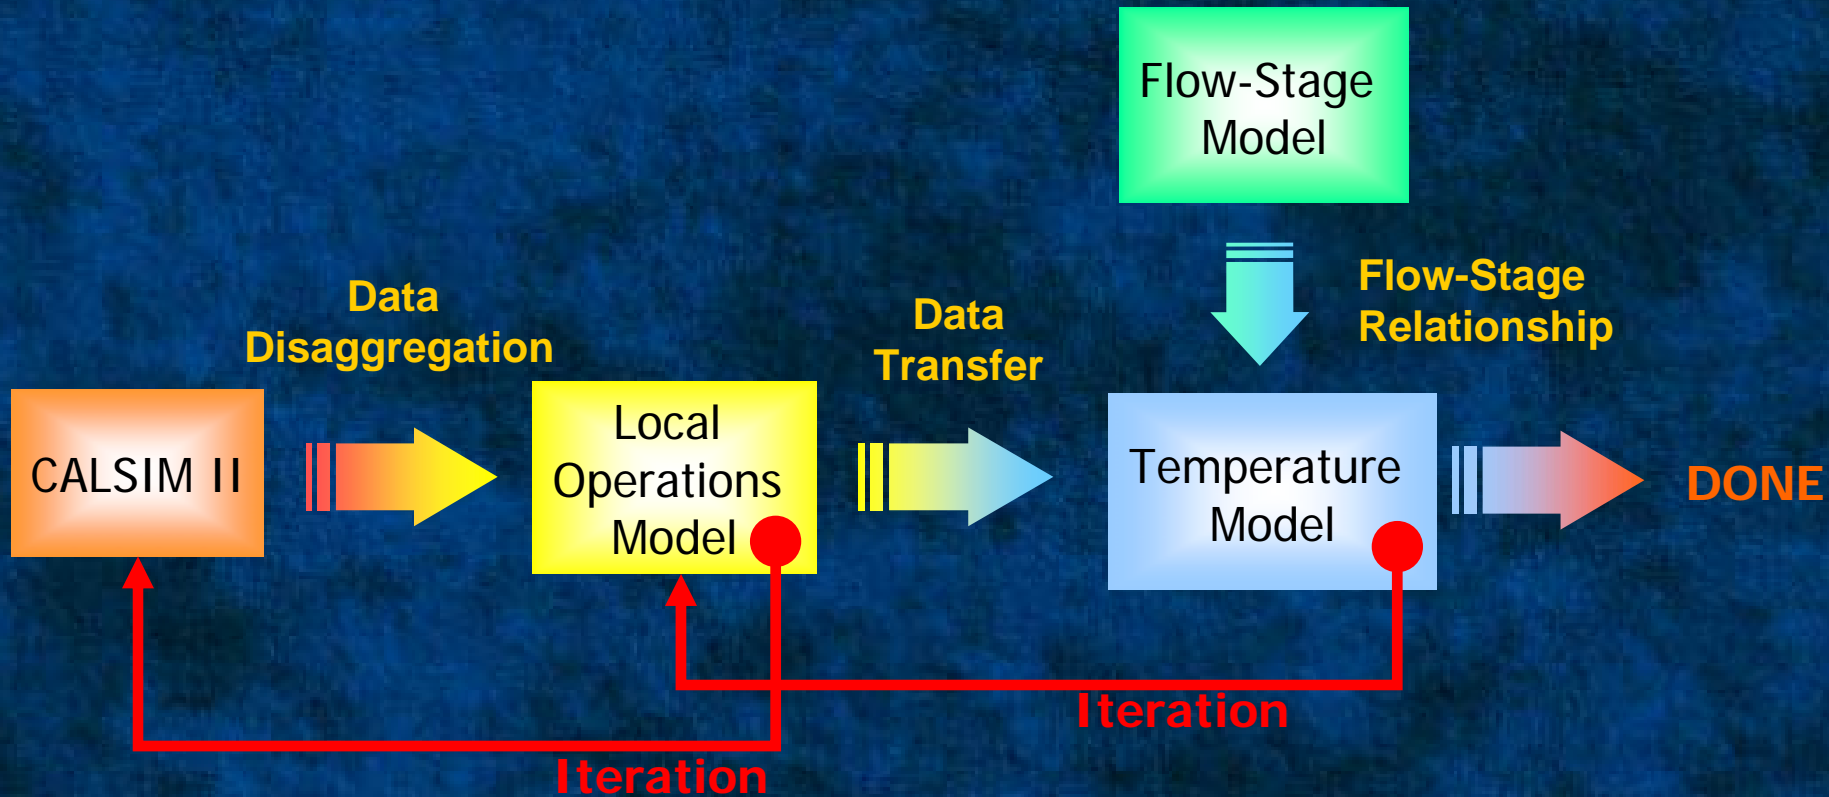 Flow-Stage
Model
Data
Disaggregation
Data
Transfer
Flow-Stage
Relationship
CALSIM II
Local
Operations
Model
Temperature
Model
DONE
Iteration
Iteration